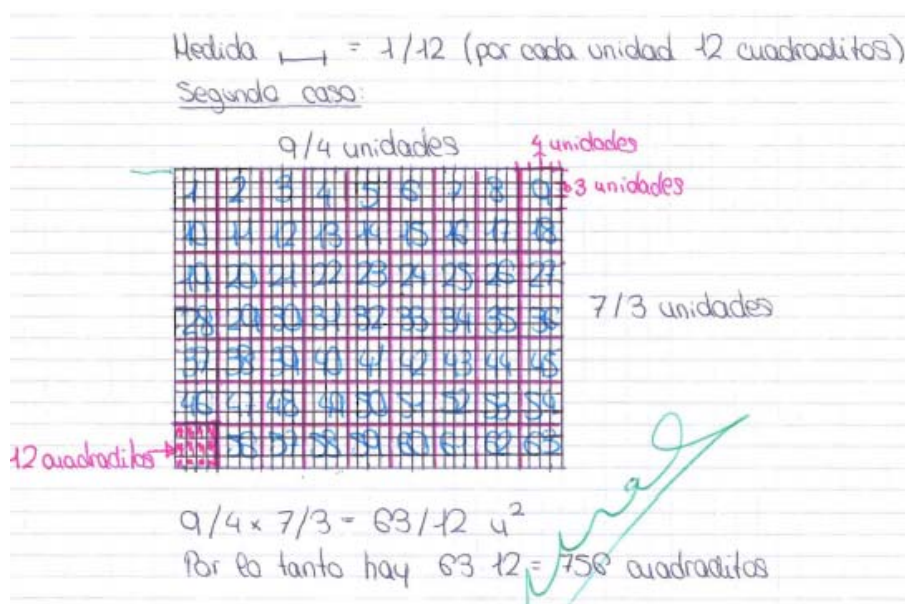 Medida = 1/12 (por cada unidad 12 cuadraditos)
Segundo caso:
9/4 unidades
4 unidades
1 2 3 4 5 6 7 8 9
3 unidades
10 11 12 13 14 15 16 17 18
19 20 21 22 23 24 25 26 27
28 29 30 31 32 33 34 35 36
7/3 unidades
37 38 39 40 41 42 43 44 45
46 47 48 49 50 51 52 53 54
12 cuadraditos
56 57 58 59 60 61 62 63
9/4 x 7/3 = 63/12 u²
Por lo tanto hay 63 12 = 756 cuadraditos